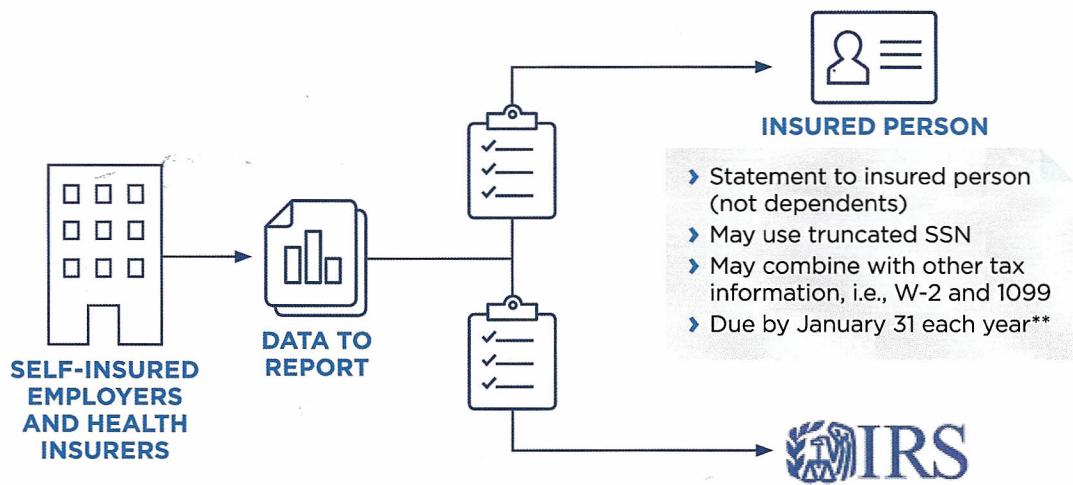 SELF-INSURED
EMPLOYERS
AND HEALTH
INSURERS
DATA TO
REPORT
INSURED PERSON
› Statement to insured person
(not dependents)
› May use truncated SSN
› May combine with other tax
information, i.e., W-2 and 1099
› Due by January 31 each year**
IRS